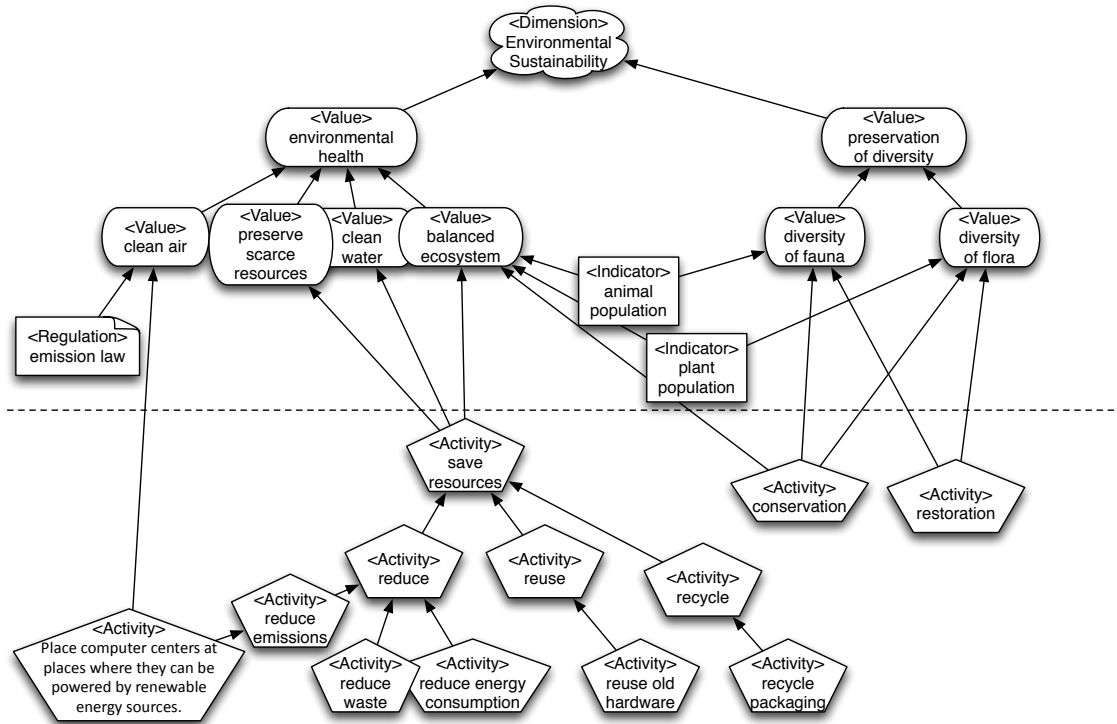 <Dimension>
Environmental
Sustainability
<Value>
environmental
health
<Value>
preservation
of diversity
<Value>
clean air
<Value>
preserve
scarce
resources
<Value>
clean
water
<Value>
balanced
ecosystem
<Value>
diversity
of fauna
<Value>
diversity
of flora
<Indicator>
animal
population
<Regulation>
emission law
<Indicator>
plant
population
<Activity>
save
resources
<Activity>
conservation
<Activity>
restoration
<Activity>
reduce
<Activity>
reuse
<Activity>
recycle
<Activity>
reduce
emissions
<Activity>
Place computer centers at
places where they can be
powered by renewable
energy sources.
<Activity>
reduce
waste
<Activity>
reduce energy
consumption
<Activity>
reuse old
hardware
<Activity>
recycle
packaging